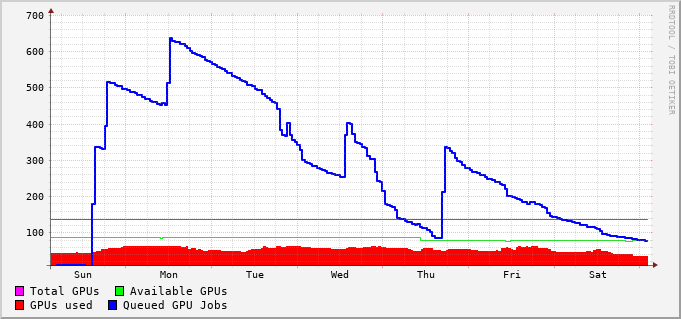 700
600
500
400
300
200
100
Sun Mon Tue Wed Thu Fri Sat
Total GPUs Available GPUs
GPUs used Queued GPU Jobs
RRDTOOL / TOBI OETIKER